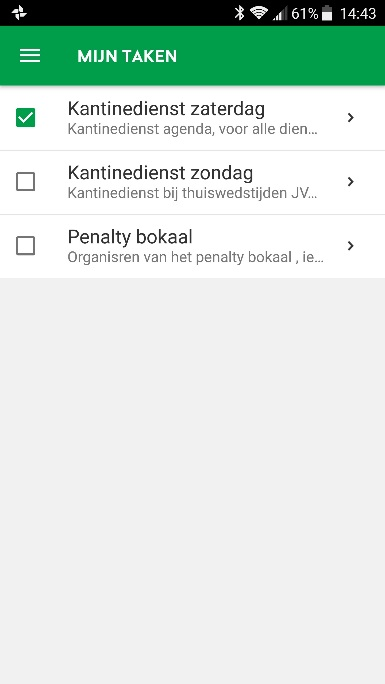 61% 14:43
MIJN TAKEN
Kantinedienst zaterdag
Kantinedienst agenda, voor alle dien...
Kantinedienst zondag
Kantinedienst bij thuiswedstijden JV...
Penalty bokaal
Organisren van het penalty bokaal , ie...